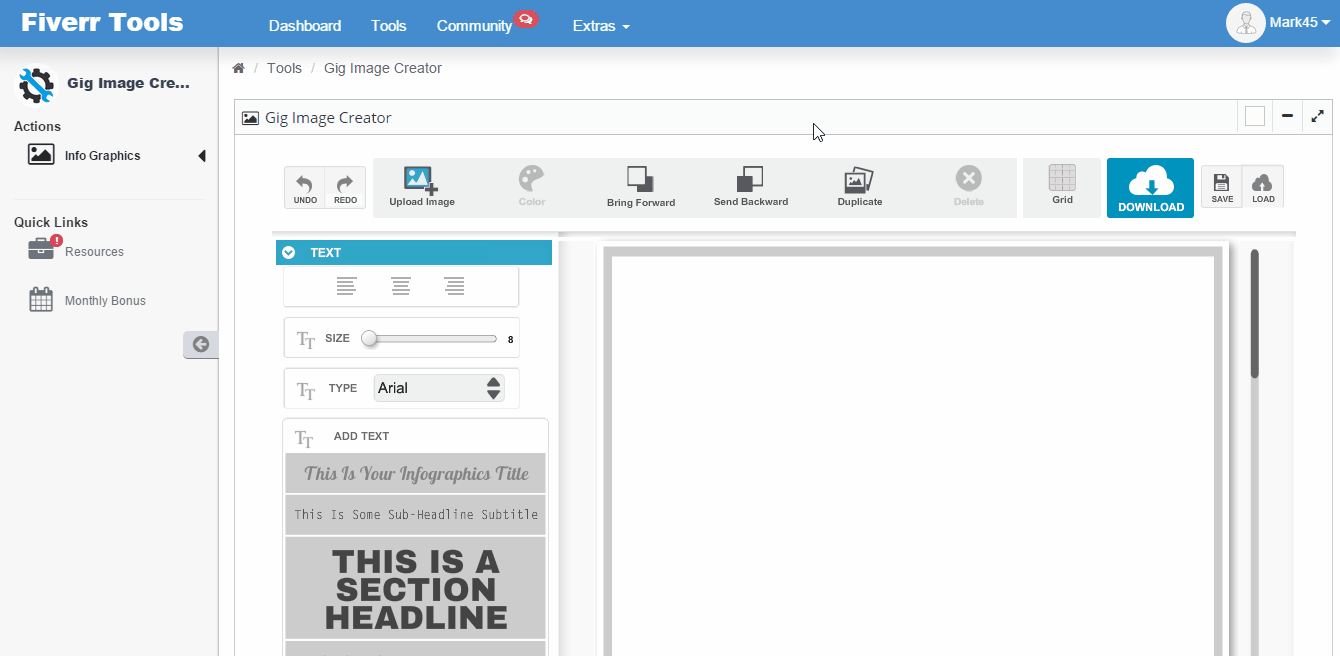 Fiverr Tools
Dashboard
Tools
Community
Extras
Mark45
Gig Image Cre...
Actions
Info Graphics
Quick Links
!
Resources
Monthly Bonus
/ Tools / Gig Image Creator
Gig Image Creator
UNDO
REDO
Upload Image
Color
Bring Forward
Send Backward
Duplicate
Delete
Grid
DOWNLOAD
SAVE
LOAD
TEXT
TT SIZE 8
TT TYPE Arial
TT ADD TEXT
This Is Your Infographics Title
This Is Some Sub-Headline Subtitle
THIS IS A
SECTION
HEADLINE